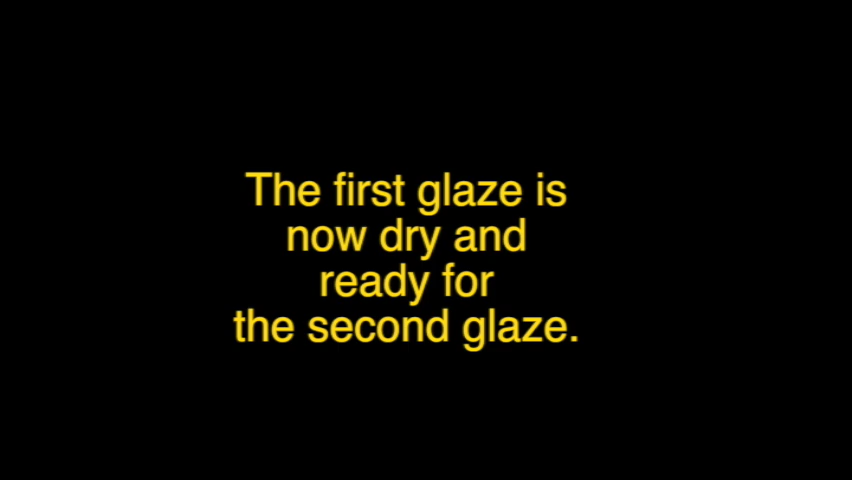 The first glaze is
now dry and
ready for
the second glaze.